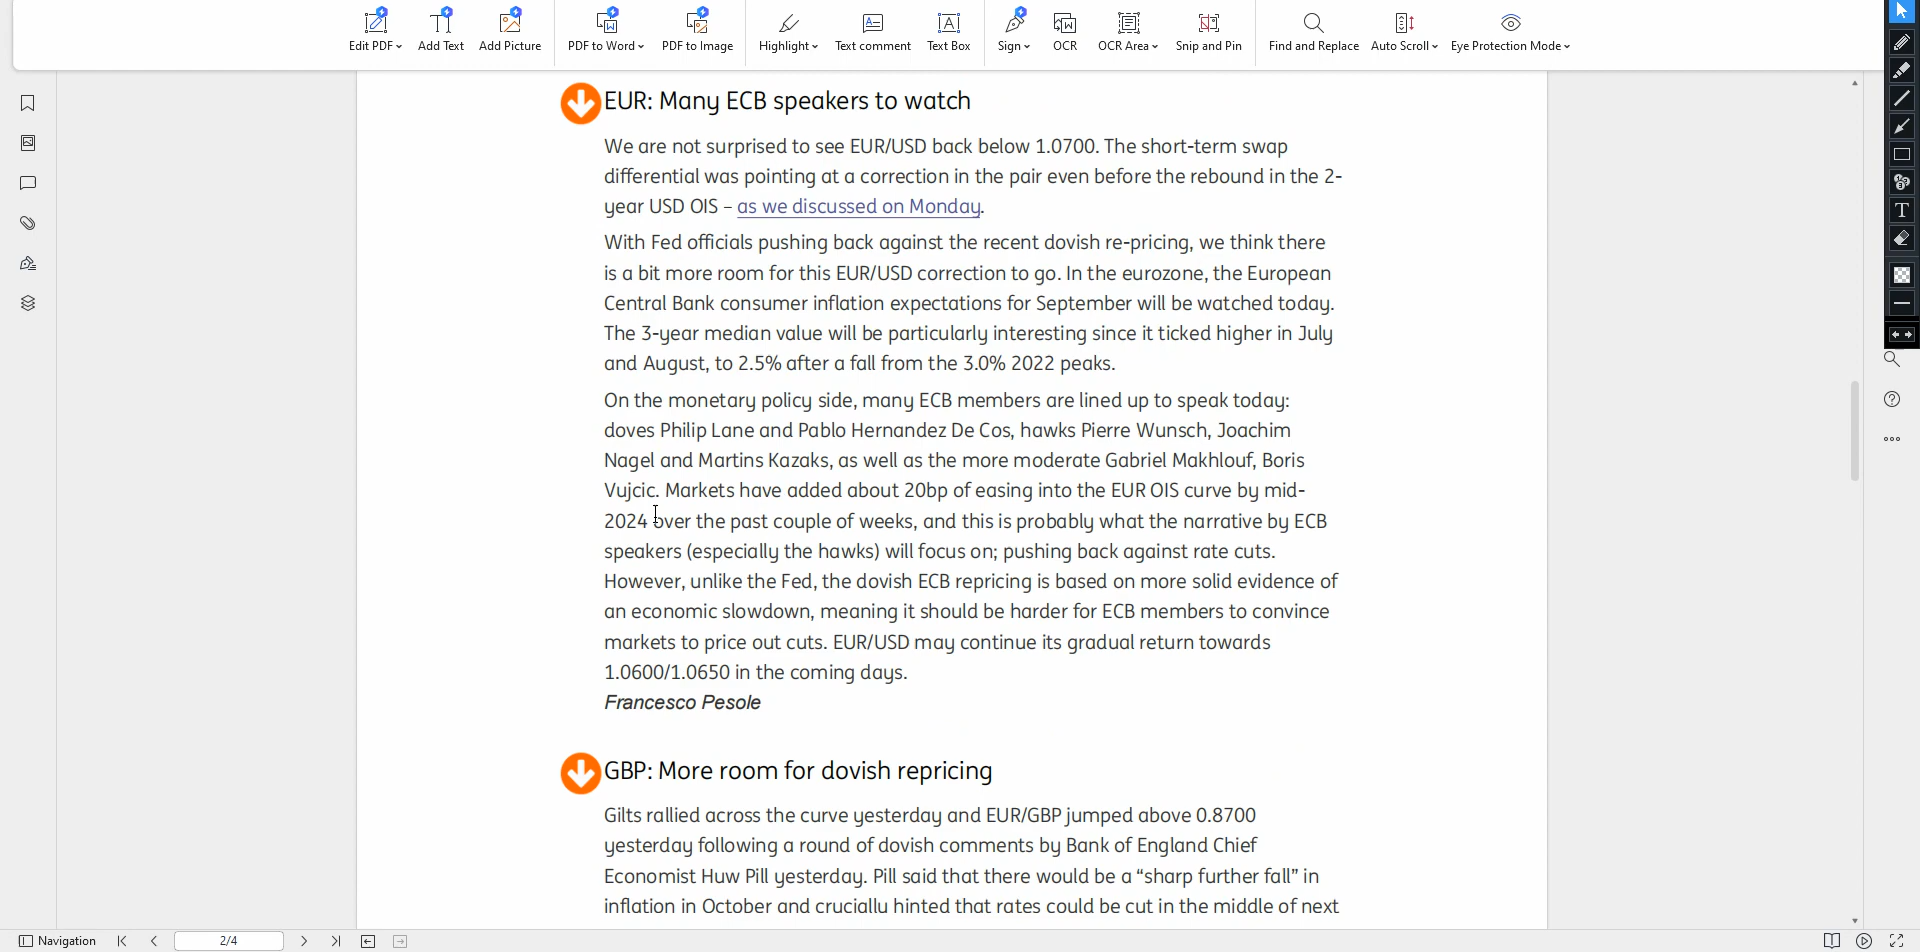 Edit PDF
Add Text
Add Picture
PDF to Word
PDF to Image
Highlight
Text comment
Text Box
Sign
OCR
OCR Area
Snip and Pin
Find and Replace
Auto Scroll
Eye Protection Mode
EUR: Many ECB speakers to watch
We are not surprised to see EUR/USD back below 1.0700. The short-term swap
differential was pointing at a correction in the pair even before the rebound in the 2-
year USD OIS – as we discussed on Monday.
With Fed officials pushing back against the recent dovish re-pricing, we think there
is a bit more room for this EUR/USD correction to go. In the eurozone, the European
Central Bank consumer inflation expectations for September will be watched today.
The 3-year median value will be particularly interesting since it ticked higher in July
and August, to 2.5% after a fall from the 3.0% 2022 peaks.
On the monetary policy side, many ECB members are lined up to speak today:
doves Philip Lane and Pablo Hernandez De Cos, hawks Pierre Wunsch, Joachim
Nagel and Martins Kazaks, as well as the more moderate Gabriel Makhlouf, Boris
Vujcic. Markets have added about 20bp of easing into the EUR OIS curve by mid-
2024 over the past couple of weeks, and this is probably what the narrative by ECB
speakers (especially the hawks) will focus on; pushing back against rate cuts.
However, unlike the Fed, the dovish ECB repricing is based on more solid evidence of
an economic slowdown, meaning it should be harder for ECB members to convince
markets to price out cuts. EUR/USD may continue its gradual return towards
1.0600/1.0650 in the coming days.
Francesco Pesole
GBP: More room for dovish repricing
Gilts rallied across the curve yesterday and EUR/GBP jumped above 0.8700
yesterday following a round of dovish comments by Bank of England Chief
Economist Huw Pill yesterday. Pill said that there would be a “sharp further fall” in
inflation in October and crucially hinted that rates could be cut in the middle of next
Navigation
2/4